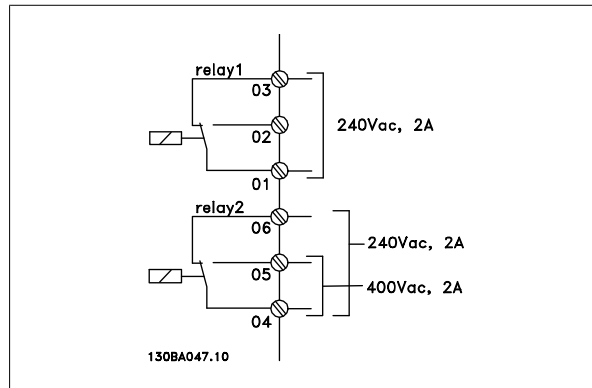 relay1
03
02
240Vac, 2A
01
relay2
06
240Vac, 2A
05
400Vac, 2A
04
130BA047.10